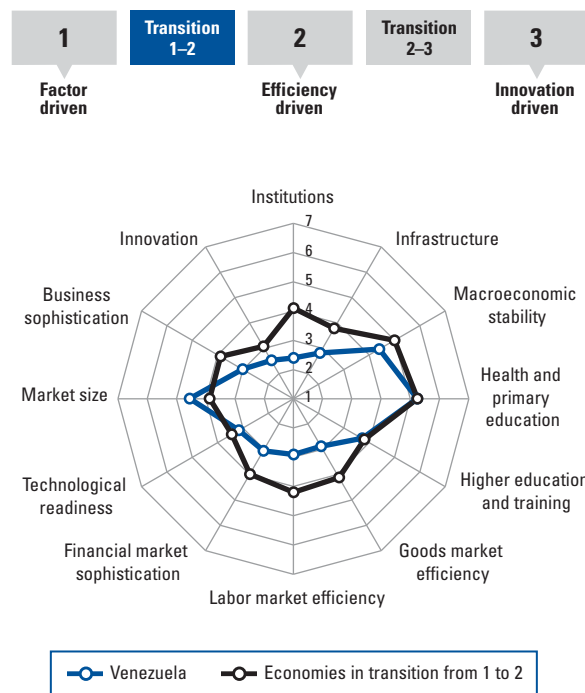 1
Transition
1–2
2
Transition
2–3
3
Factor
driven
Efficiency
driven
Innovation
driven
Institutions
7
6
5
4
3
2
1
Infrastructure
Macroeconomic
stability
Health and
primary
education
Higher education
and training
Goods market
efficiency
Labor market efficiency
Financial market
sophistication
Technological
readiness
Market size
Business
sophistication
Innovation
Venezuela
Economies in transition from 1 to 2